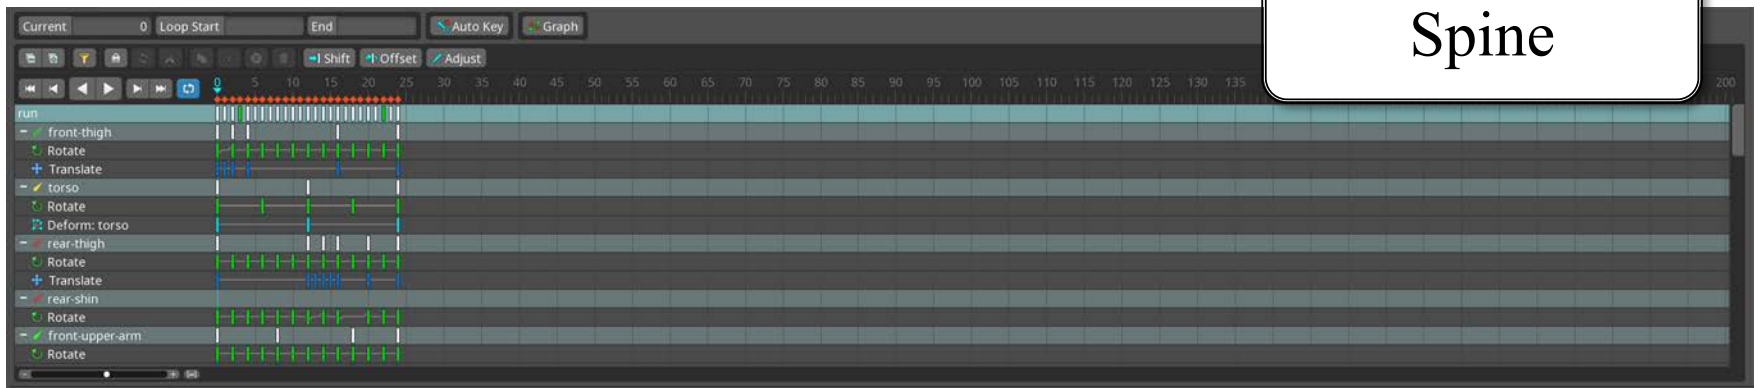 Spine
Current 0 Loop Start End Auto Key Graph
Shift Offset Adjust
0 5 10 15 20 25 30 35 40 45 50 55 60 65 70 75 80 85 90 95 100 105 110 115 120 125 130 135 200
run
front-thigh
Rotate
Translate
torso
Rotate
Deform: torso
rear-thigh
Rotate
Translate
rear-shin
Rotate
front-upper-arm
Rotate